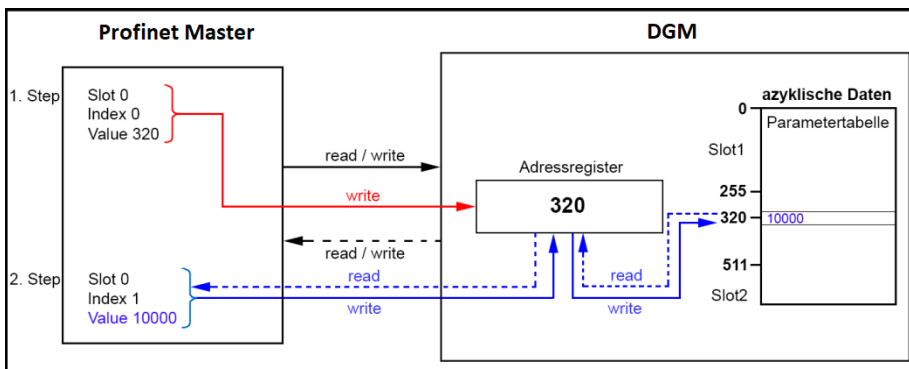 Profinet Master
DGM
1. Step
Slot 0
Index 0
Value 320
read / write
write
read / write
2. Step
Slot 0
Index 1
Value 10000
read
write
Adressregister
320
read
write
azyklische Daten
0
Parametertabelle
Slot1
255
320
10000
511
Slot2